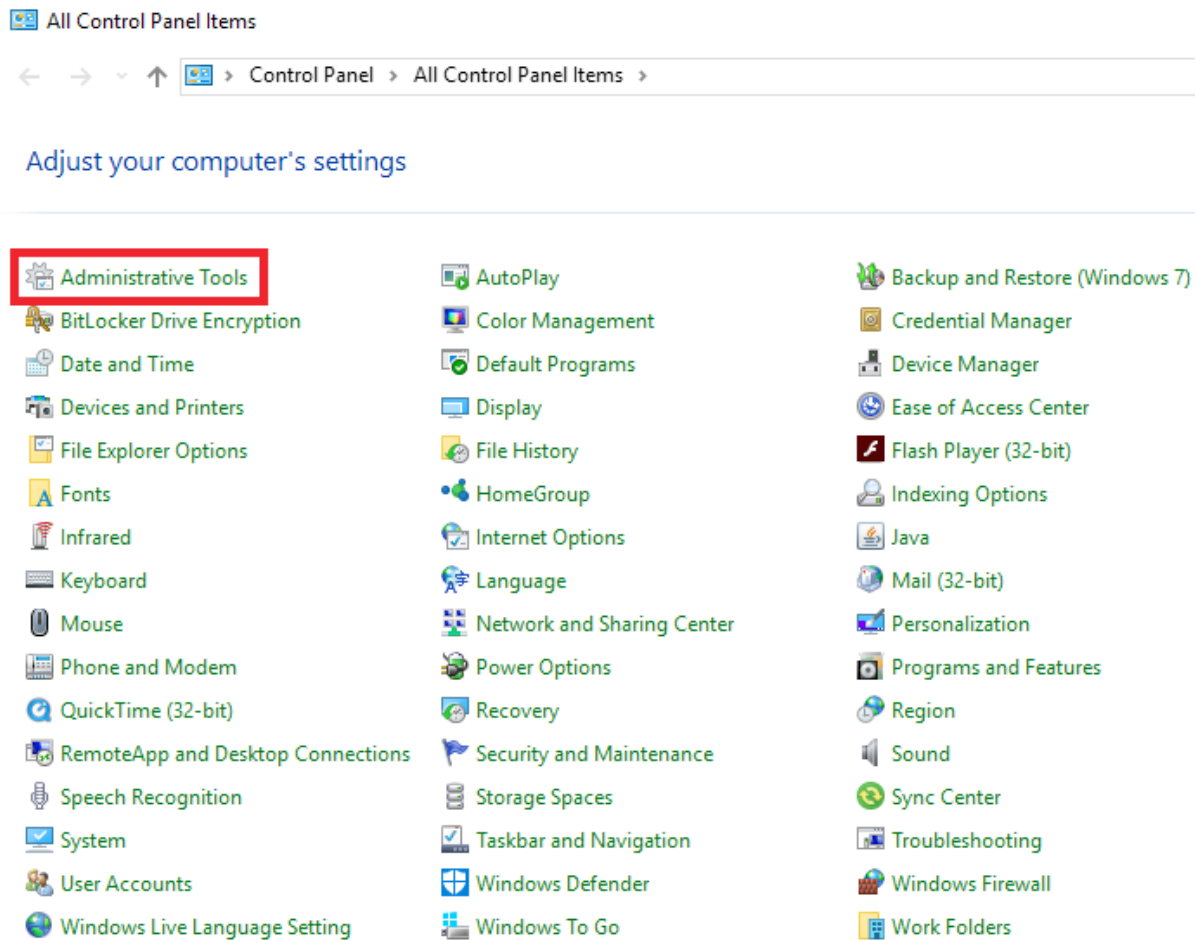 All Control Panel Items
Control Panel > All Control Panel Items >
Adjust your computer's settings
Administrative Tools AutoPlay Backup and Restore (Windows 7)
BitLocker Drive Encryption Color Management Credential Manager
Date and Time Default Programs Device Manager
Devices and Printers Display Ease of Access Center
File Explorer Options File History Flash Player (32-bit)
Fonts HomeGroup Indexing Options
Infrared Internet Options Java
Keyboard Language Mail (32-bit)
Mouse Network and Sharing Center Personalization
Phone and Modem Power Options Programs and Features
QuickTime (32-bit) Recovery Region
RemoteApp and Desktop Connections Security and Maintenance Sound
Speech Recognition Storage Spaces Sync Center
System Taskbar and Navigation Troubleshooting
User Accounts Windows Defender Windows Firewall
Windows Live Language Setting Windows To Go Work Folders